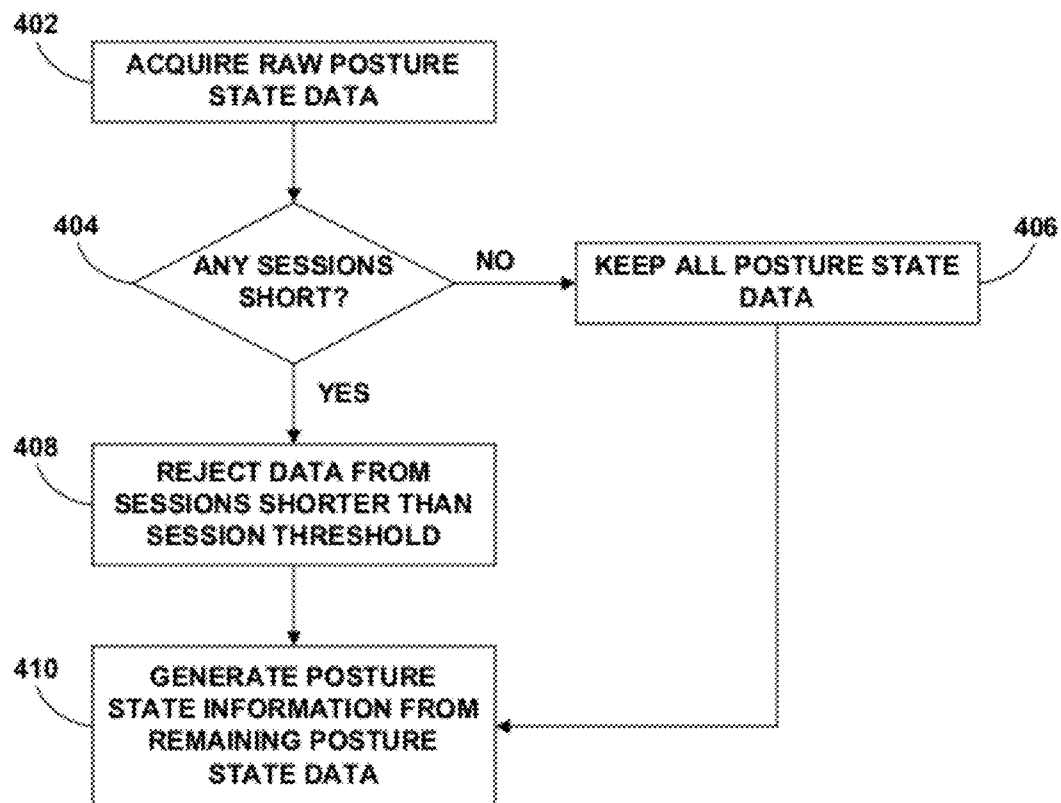 402
ACQUIRE RAW POSTURE
STATE DATA
404
ANY SESSIONS
SHORT?
NO
406
KEEP ALL POSTURE STATE
DATA
YES
408
REJECT DATA FROM
SESSIONS SHORTER THAN
SESSION THRESHOLD
410
GENERATE POSTURE
STATE INFORMATION FROM
REMAINING POSTURE
STATE DATA